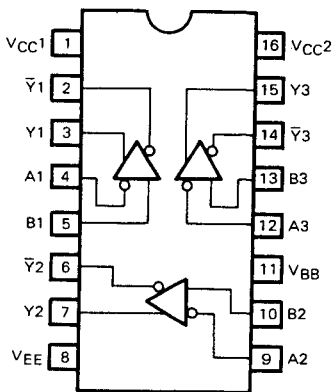 VCC1 1 16 VCC2
Ȳ1 2 15 Y3
Y1 3 14 Ȳ3
A1 4 13 B3
B1 5 12 A3
Ȳ2 6 11 VBB
Y2 7 10 B2
VEE 8 9 A2